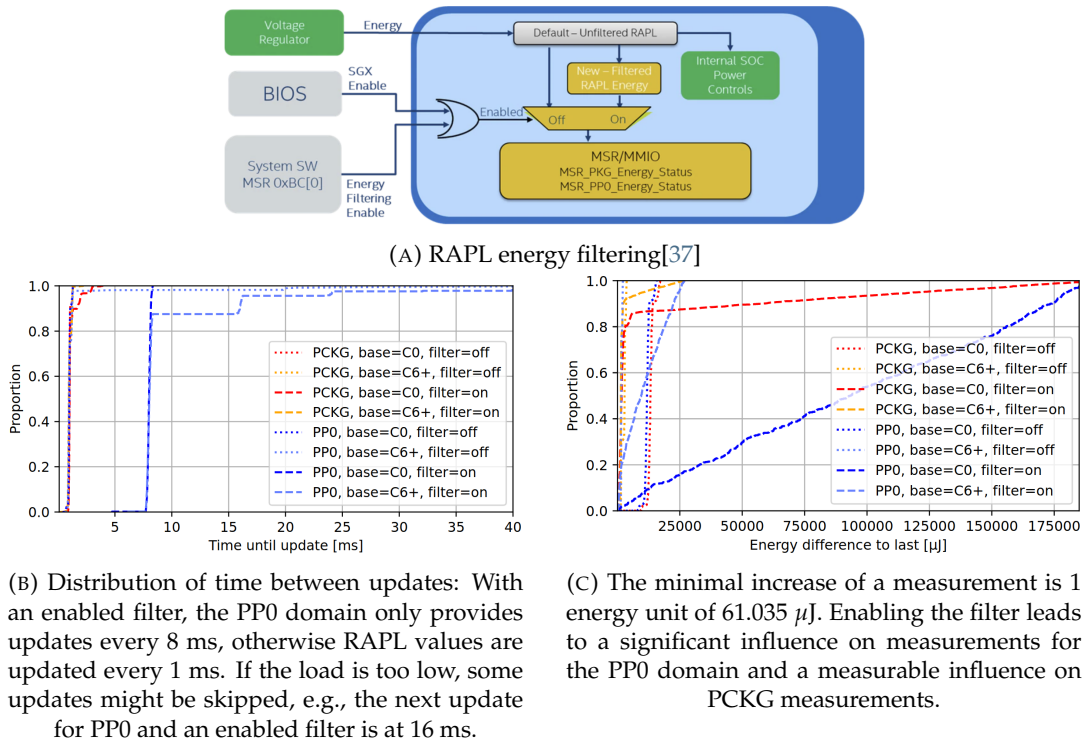 Voltage
Regulator
Energy
Default – Unfiltered RAPL
New – Filtered
RAPL Energy
Internal SOC
Power
Controls
BIOS
SGX
Enable
Enabled
Off
On
System SW
MSR 0xBC[0]
Energy
Filtering
Enable
MSR/MMIO
MSR_PKG_Energy_Status
MSR_PP0_Energy_Status
(A) RAPL energy filtering[37]
Proportion
1.0
0.8
0.6
0.4
0.2
0.0
PCKG, base=C0, filter=off
PCKG, base=C6+, filter=off
PCKG, base=C0, filter=on
PCKG, base=C6+, filter=on
PP0, base=C0, filter=off
PP0, base=C6+, filter=off
PP0, base=C0, filter=on
PP0, base=C6+, filter=on
5 10 15 20 25 30 35 40
Time until update [ms]
(B) Distribution of time between updates: With
an enabled filter, the PP0 domain only provides
updates every 8 ms, otherwise RAPL values are
updated every 1 ms. If the load is too low, some
updates might be skipped, e.g., the next update
for PP0 and an enabled filter is at 16 ms.
Proportion
1.0
0.8
0.6
0.4
0.2
0.0
PCKG, base=C0, filter=off
PCKG, base=C6+, filter=off
PCKG, base=C0, filter=on
PCKG, base=C6+, filter=on
PP0, base=C0, filter=off
PP0, base=C6+, filter=off
PP0, base=C0, filter=on
PP0, base=C6+, filter=on
25000 50000 75000 100000 125000 150000 175000
Energy difference to last [μJ]
(C) The minimal increase of a measurement is 1
energy unit of 61.035 μJ. Enabling the filter leads
to a significant influence on measurements for
the PP0 domain and a measurable influence on
PCKG measurements.